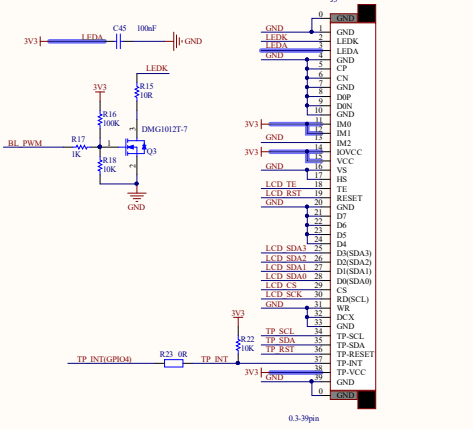 C45 100nF
3V3 LEDA GND
LEDK
3V3
R15
10R
R16
100K
DMG1012T-7
BL_PWM R17
1K
1
3
2
Q3
R18
10K
GND
3V3
R22
10K
TP_INT(GPIO4) R23 0R TP_INT
0 GND
GND 1 GND
LEDK 2 LEDK
LEDA 3 LEDA
GND 4 GND
5 CP
6 CN
7 GND
8 D0P
9 D0N
10 GND
3V3 11 IM0
12 IM1
GND 13 IM2
3V3 14 IOVCC
15 VCC
GND 16 VS
17 HS
LCD_TE 18 TE
LCD_RST 19 RESET
GND 20 GND
21 D7
22 D6
23 D5
24 D4
LCD_SDA3 25 D3(SDA3)
LCD_SDA2 26 D2(SDA2)
LCD_SDA1 27 D1(SDA1)
LCD_SDA0 28 D0(SDA0)
LCD_CS 29 CS
LCD_SCK 30 RD(SCL)
GND 31 WR
32 DCX
33 GND
TP_SCL 34 TP-SCL
TP_SDA 35 TP-SDA
TP_RST 36 TP-RESET
37 TP-INT
3V3 38 TP-VCC
GND 39 GND
0 GND
0.3-39pin